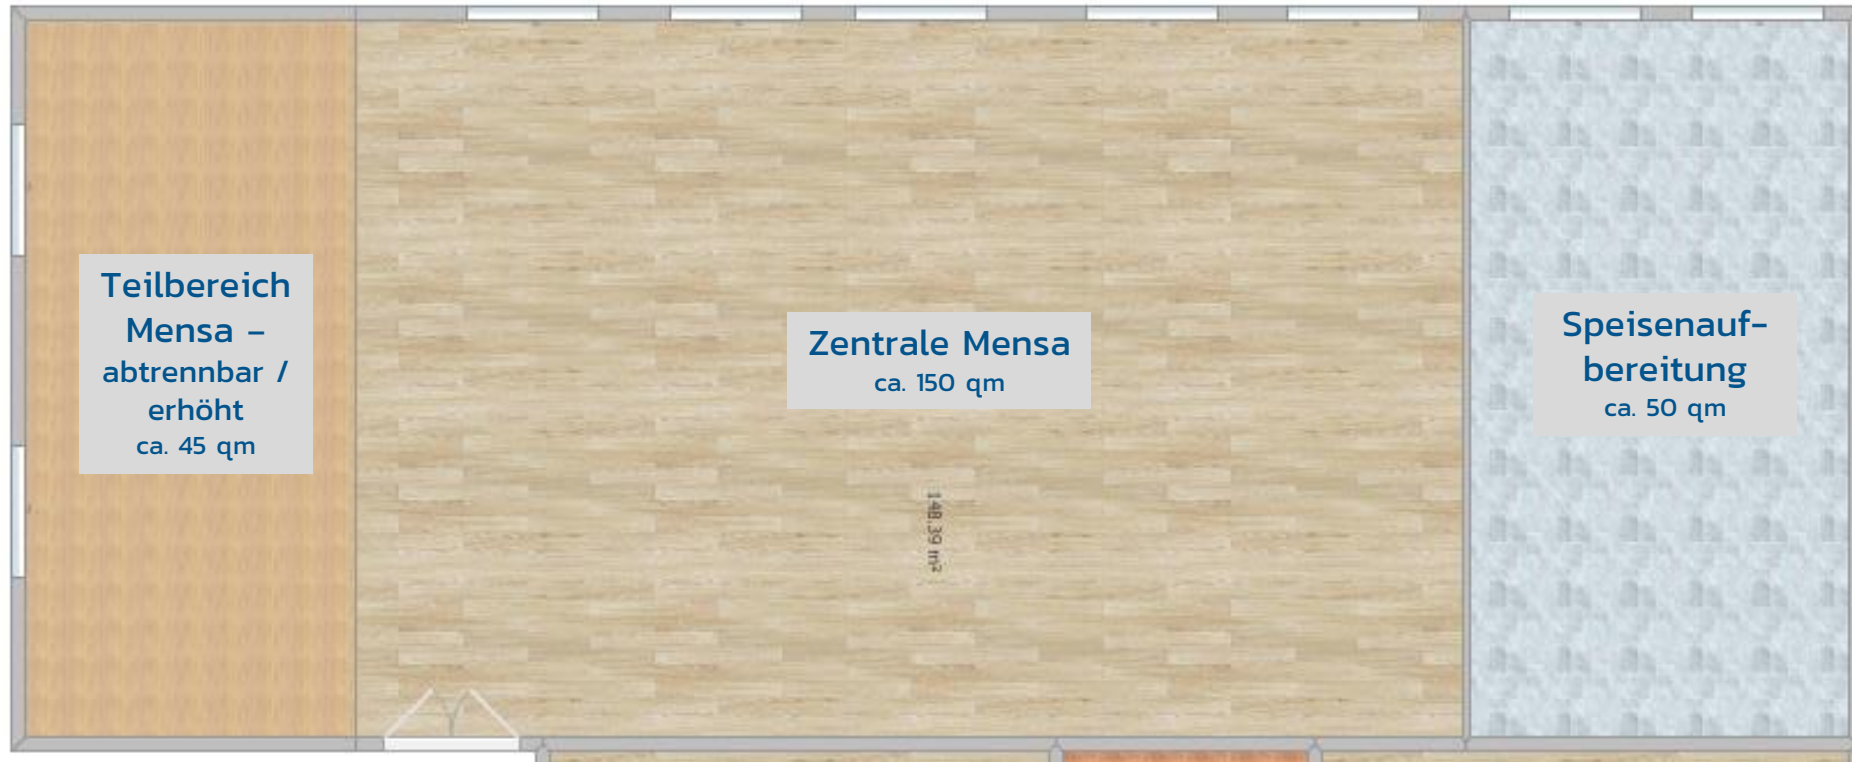 Teilbereich
Mensa –
abtrennbar /
erhöht
ca. 45 qm
Zentrale Mensa
ca. 150 qm
148,39 m²
Speisenauf-
bereitung
ca. 50 qm